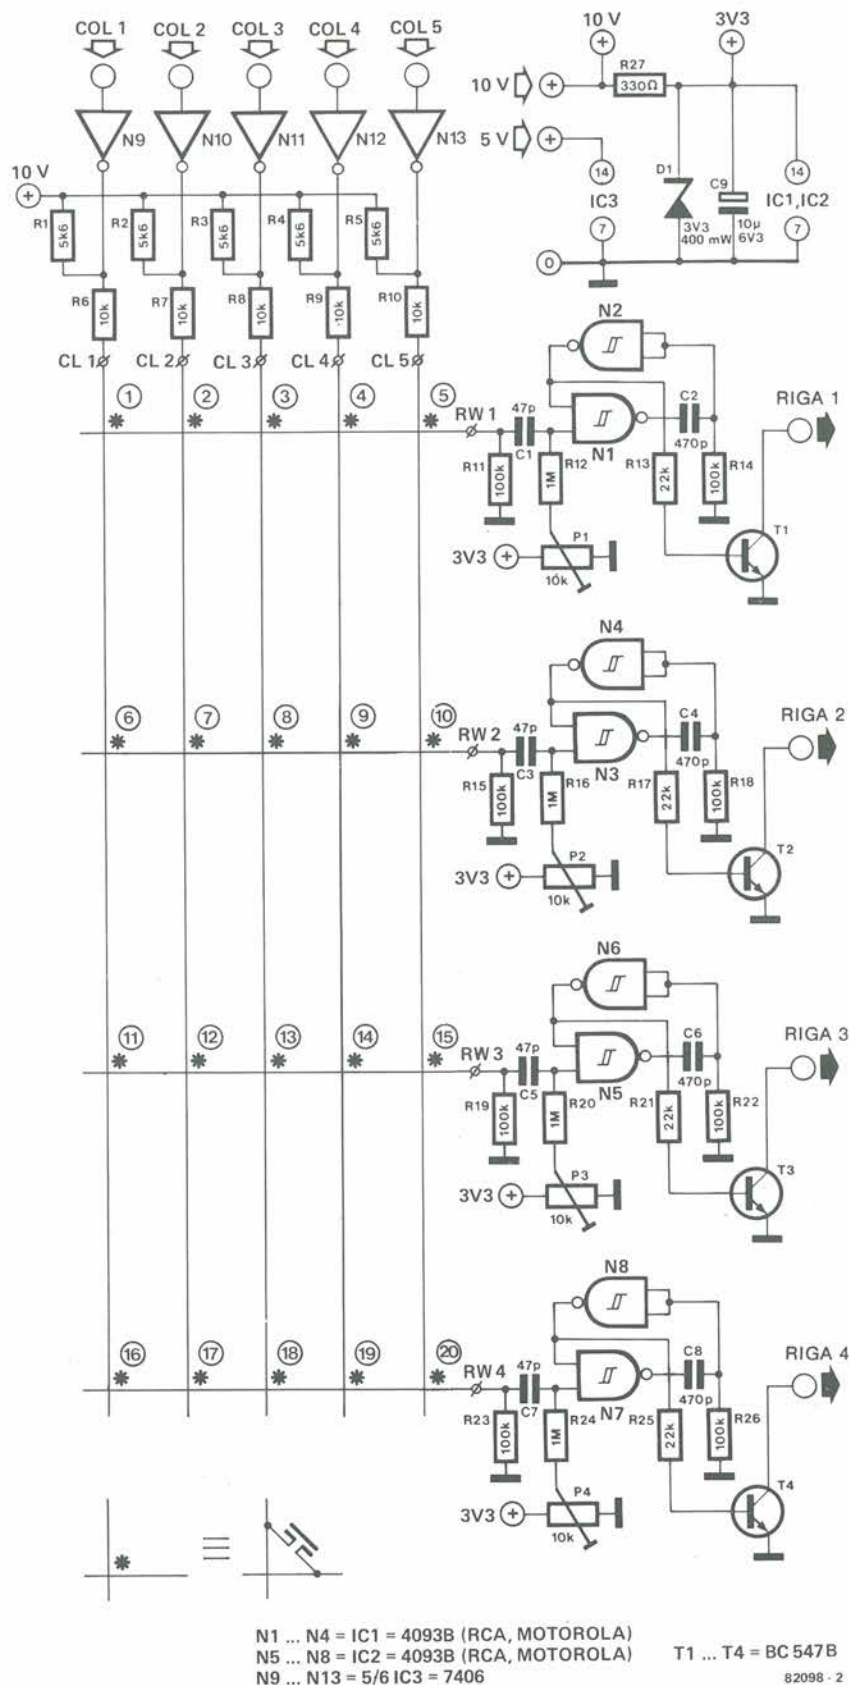 COL 1 COL 2 COL 3 COL 4 COL 5
10 V 3V3
R27
330Ω
10 V
5 V
N9 N10 N11 N12 N13
10 V
14 D1 C9 14
IC3 IC1,IC2
7 3V3 400 mW 10µ 6V3 7
0
R1 5k6 R2 5k6 R3 5k6 R4 5k6 R5 5k6
R6 10k R7 10k R8 10k R9 10k R10 10k
CL 1 CL 2 CL 3 CL 4 CL 5
N2
1 2 3 4 5
* * * * *
RW 1 47p C1 N1 C2 470p RIGA 1
R11 100k R12 1M R13 22k R14 100k
T1
3V3 P1 10k
N4
6 7 8 9 10
* * * * *
RW 2 47p C3 N3 C4 470p RIGA 2
R15 100k R16 1M R17 22k R18 100k
T2
3V3 P2 10k
N6
11 12 13 14 15
* * * * *
RW 3 47p C5 N5 C6 470p RIGA 3
R19 100k R20 1M R21 22k R22 100k
T3
3V3 P3 10k
N8
16 17 18 19 20
* * * * *
RW 4 47p C7 N7 C8 470p RIGA 4
R23 100k R24 1M R25 22k R26 100k
T4
3V3 P4 10k
*
N1 ... N4 = IC1 = 4093B (RCA, MOTOROLA)
N5 ... N8 = IC2 = 4093B (RCA, MOTOROLA) T1 ... T4 = BC 547B
N9 ... N13 = 5/6 IC3 = 7406 82098 - 2